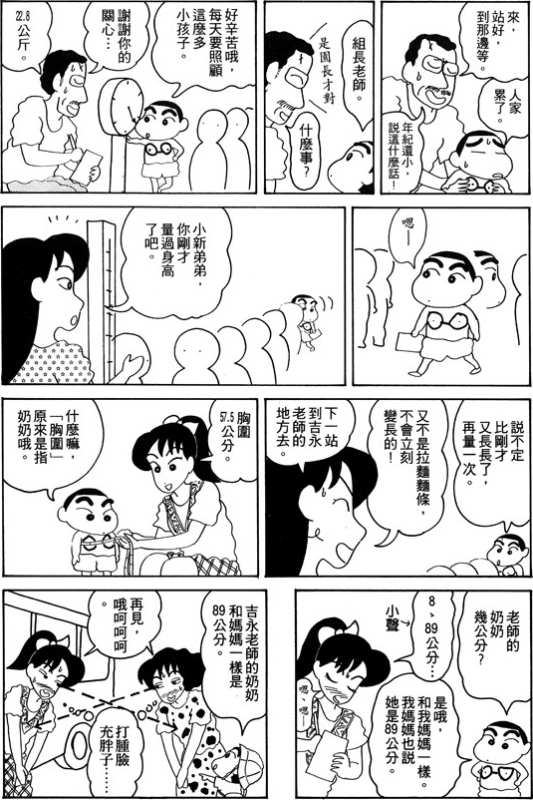 來，
站好，
到那邊等。
人家
累了。
年紀還小，
說這什麼話！
組長老師。
是園長才對
什麼事？
好辛苦哦，
每天要照顧
這麼多
小孩子。
謝謝你的
關心…
22.8
公斤。
嗯—
小新弟弟，
你剛才
量過身高
了吧。
說不定
比剛才
又長長了，
再量一次。
又不是拉麵麵條，
不會立刻
變長的！
下一站
到吉永
老師的
地方去。
胸圍
57.5
公分。
什麼嘛，
「胸圍」
原來是指
奶奶哦。
老師的
奶奶
幾公分？
8、89公分…
小聲
是哦，
和我媽媽一樣。
我媽媽也說
她是89公分。
嗯、嗯、
吉永老師的奶奶
和媽媽一樣是
89公分。
再見，
哦呵呵呵
。
打腫臉
充胖子…